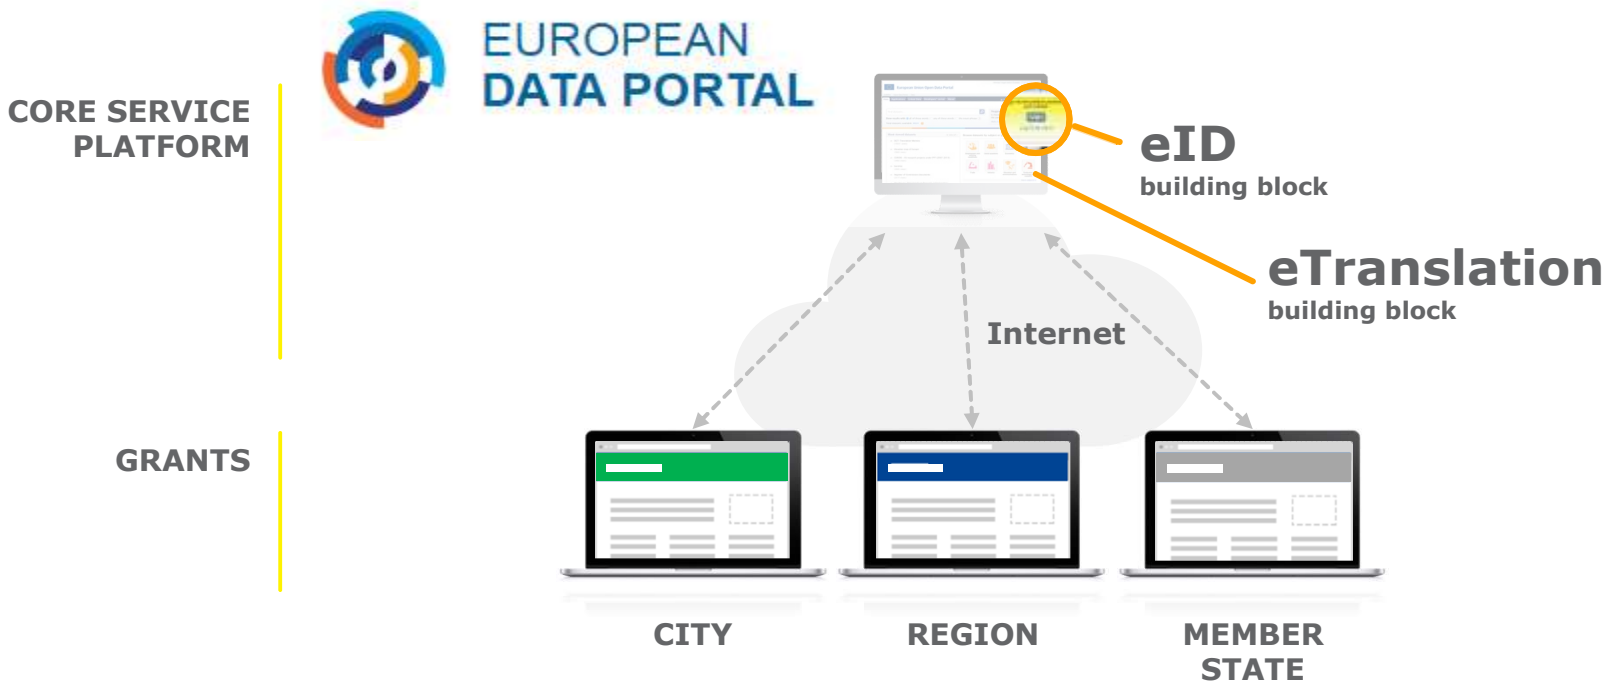 EUROPEAN
DATA PORTAL
CORE SERVICE
PLATFORM
eID
building block
eTranslation
building block
Internet
GRANTS
CITY
REGION
MEMBER
STATE